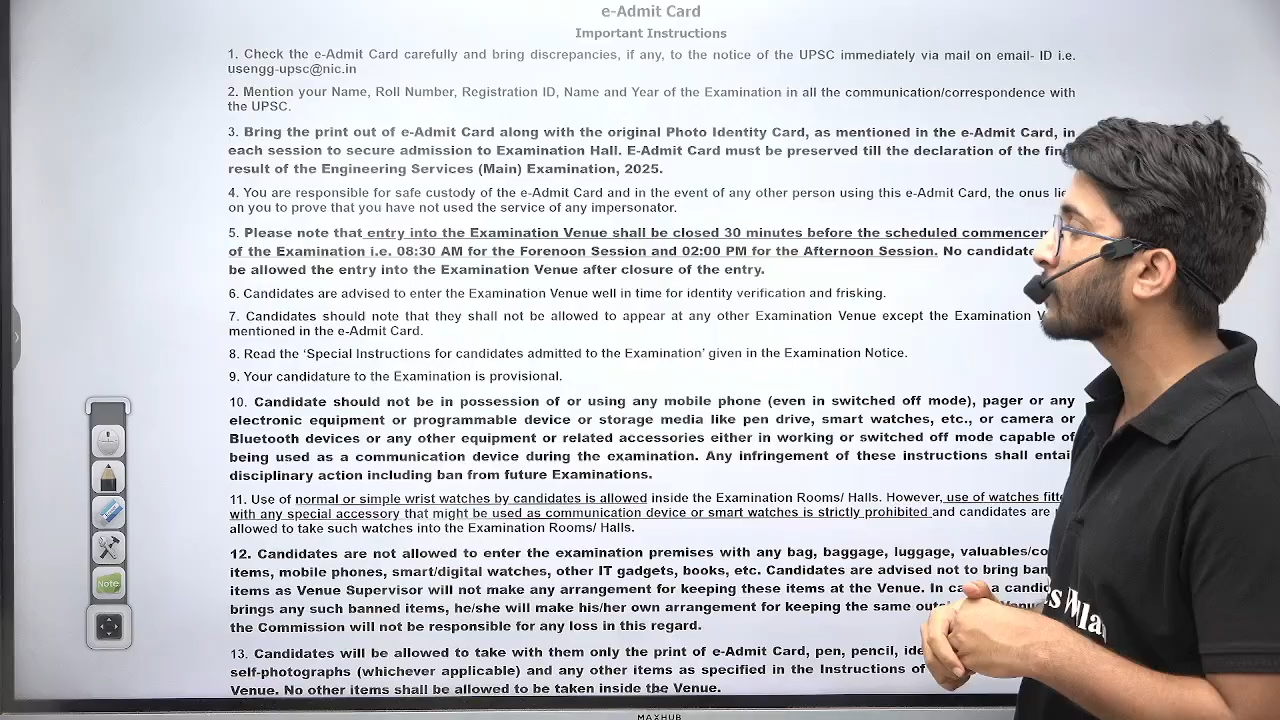 e-Admit Card
Important Instructions
1. Check the e-Admit Card carefully and bring discrepancies, if any, to the notice of the UPSC immediately via mail on email- ID i.e.
usengg-upsc@nic.in
2. Mention your Name, Roll Number, Registration ID, Name and Year of the Examination in all the communication/correspondence with
the UPSC.
3. Bring the print out of e-Admit Card along with the original Photo Identity Card, as mentioned in the e-Admit Card, in
each session to secure admission to Examination Hall. E-Admit Card must be preserved till the declaration of the
result of the Engineering Services (Main) Examination, 2025.
4. You are responsible for safe custody of the e-Admit Card and in the event of any other person using this e-Admit Card, the onus
on you to prove that you have not used the service of any impersonator.
5. Please note that entry into the Examination Venue shall be closed 30 minutes before the scheduled
of the Examination i.e. 08:30 AM for the Forenoon Session and 02:00 PM for the Afternoon Session. No candidate
be allowed the entry into the Examination Venue after closure of the entry.
6. Candidates are advised to enter the Examination Venue well in time for identity verification and frisking.
7. Candidates should note that they shall not be allowed to appear at any other Examination Venue except the Examination
mentioned in the e-Admit Card.
8. Read the ‘Special Instructions for candidates admitted to the Examination’ given in the Examination Notice.
9. Your candidature to the Examination is provisional.
10. Candidate should not be in possession of or using any mobile phone (even in switched off mode), pager or any
electronic equipment or programmable device or storage media like pen drive, smart watches, etc., or camera or
Bluetooth devices or any other equipment or related accessories either in working or switched off mode capable of
being used as a communication device during the examination. Any infringement of these instructions shall
disciplinary action including ban from future Examinations.
11. Use of normal or simple wrist watches by candidates is allowed inside the Examination Rooms/ Halls. However, use of watches
with any special accessory that might be used as communication device or smart watches is strictly prohibited and candidates are
allowed to take such watches into the Examination Rooms/ Halls.
12. Candidates are not allowed to enter the examination premises with any bag, baggage, luggage,
items, mobile phones, smart/digital watches, other IT gadgets, books, etc. Candidates are advised not to bring
items as Venue Supervisor will not make any arrangement for keeping these items at the Venue. In
brings any such banned items, he/she will make his/her own arrangement for keeping the same
the Commission will not be responsible for any loss in this regard.
13. Candidates will be allowed to take with them only the print of e-Admit Card, pen, pencil,
self-photographs (whichever applicable) and any other items as specified in the Instructions of
Venue. No other items shall be allowed to be taken inside the Venue.
Note
MAXHUB